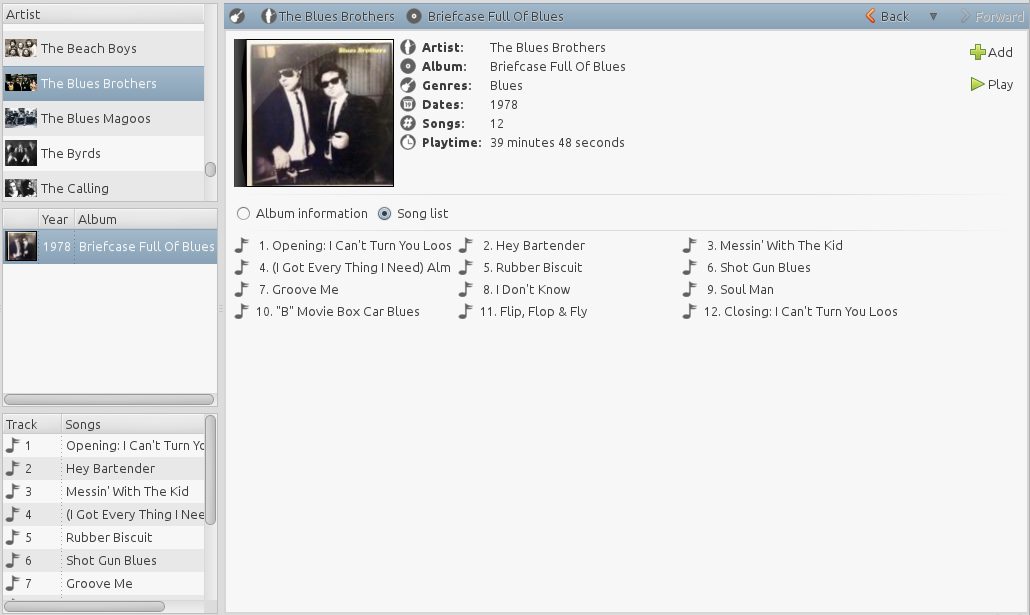 Artist
The Beach Boys
The Blues Brothers
The Blues Magoos
The Byrds
The Calling
Year Album
1978 Briefcase Full Of Blues
Track Songs
1 Opening: I Can't Turn Yo
2 Hey Bartender
3 Messin' With The Kid
4 (I Got Every Thing I Nee
5 Rubber Biscuit
6 Shot Gun Blues
7 Groove Me
The Blues Brothers Briefcase Full Of Blues Back Forward
Blues Brothers
Artist: The Blues Brothers
Album: Briefcase Full Of Blues
Genres: Blues
19
Dates: 1978
Songs: 12
Playtime: 39 minutes 48 seconds
Add
Play
Album information Song list
1. Opening: I Can't Turn You Loos 2. Hey Bartender 3. Messin' With The Kid
4. (I Got Every Thing I Need) Alm 5. Rubber Biscuit 6. Shot Gun Blues
7. Groove Me 8. I Don't Know 9. Soul Man
10. "B" Movie Box Car Blues 11. Flip, Flop & Fly 12. Closing: I Can't Turn You Loos